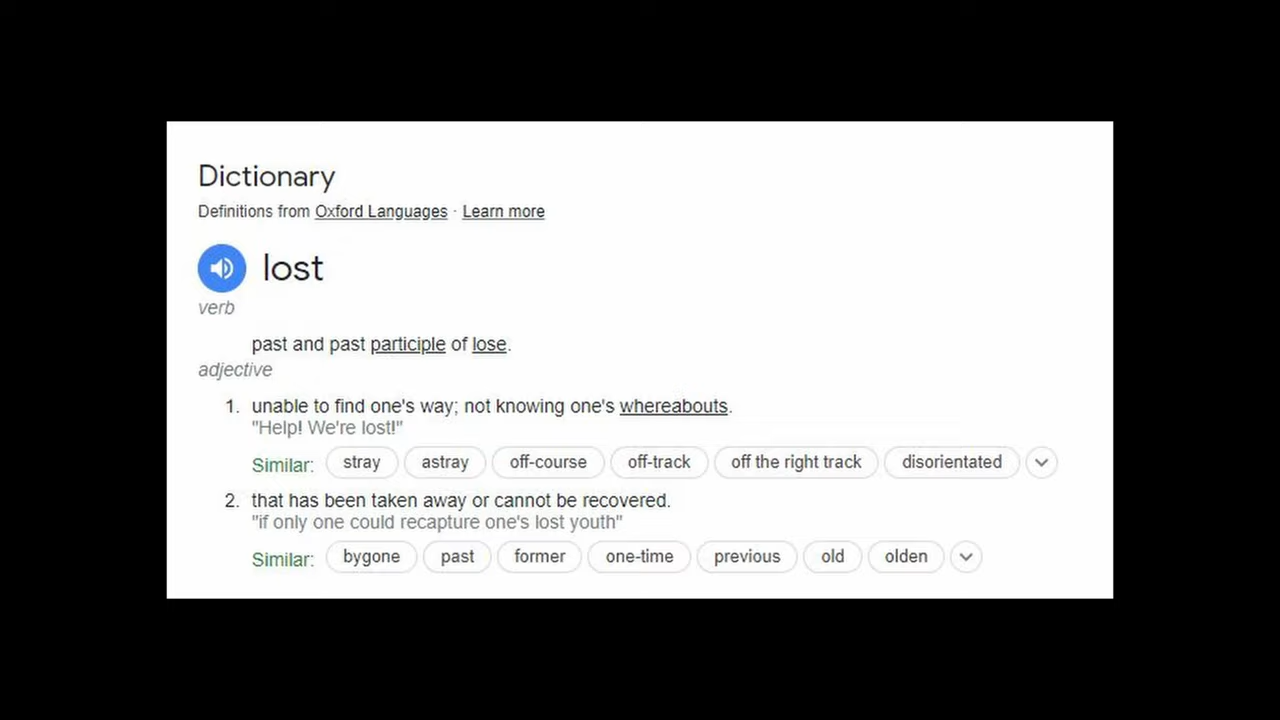 Dictionary
Definitions from Oxford Languages · Learn more
lost
verb
past and past participle of lose.
adjective
1. unable to find one's way; not knowing one's whereabouts.
"Help! We're lost!"
Similar: stray astray off-course off-track off the right track disorientated
2. that has been taken away or cannot be recovered.
"if only one could recapture one's lost youth"
Similar: bygone past former one-time previous old olden